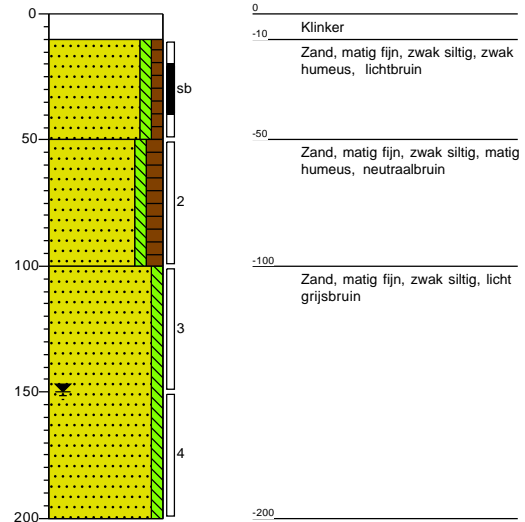 0
50
100
150
200
sb
2
3
4
0
Klinker
-10
Zand, matig fijn, zwak siltig, zwak
humeus, lichtbruin
-50
Zand, matig fijn, zwak siltig, matig
humeus, neutraalbruin
-100
Zand, matig fijn, zwak siltig, licht
grijsbruin
-200